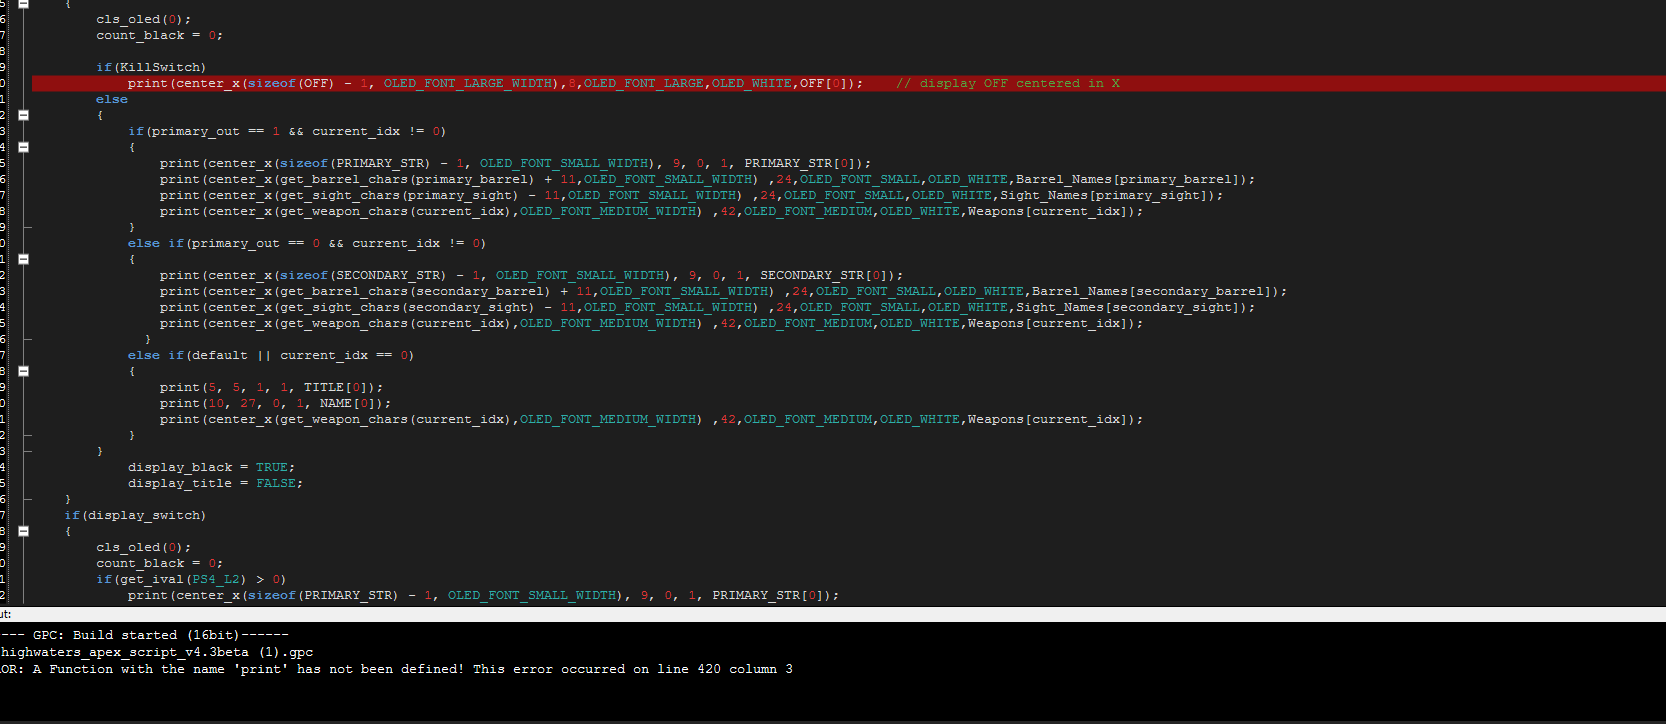 5 {
6 cls_oled(0);
7 count_black = 0;
8
9 if(KillSwitch)
0 print(center_x(sizeof(OFF) - 1, OLED_FONT_LARGE_WIDTH),8,OLED_FONT_LARGE,OLED_WHITE,OFF[0]); // display OFF centered in X
1 else
2 {
3 if(primary_out == 1 && current_idx != 0)
4 {
5 print(center_x(sizeof(PRIMARY_STR) - 1, OLED_FONT_SMALL_WIDTH), 9, 0, 1, PRIMARY_STR[0]);
6 print(center_x(get_barrel_chars(primary_barrel) + 11,OLED_FONT_SMALL_WIDTH) ,24,OLED_FONT_SMALL,OLED_WHITE,Barrel_Names[primary_barrel]);
7 print(center_x(get_sight_chars(primary_sight) - 11,OLED_FONT_SMALL_WIDTH) ,24,OLED_FONT_SMALL,OLED_WHITE,Sight_Names[primary_sight]);
8 print(center_x(get_weapon_chars(current_idx),OLED_FONT_MEDIUM_WIDTH) ,42,OLED_FONT_MEDIUM,OLED_WHITE,Weapons[current_idx]);
9 }
0 else if(primary_out == 0 && current_idx != 0)
1 {
2 print(center_x(sizeof(SECONDARY_STR) - 1, OLED_FONT_SMALL_WIDTH), 9, 0, 1, SECONDARY_STR[0]);
3 print(center_x(get_barrel_chars(secondary_barrel) + 11,OLED_FONT_SMALL_WIDTH) ,24,OLED_FONT_SMALL,OLED_WHITE,Barrel_Names[secondary_barrel]);
4 print(center_x(get_sight_chars(secondary_sight) - 11,OLED_FONT_SMALL_WIDTH) ,24,OLED_FONT_SMALL,OLED_WHITE,Sight_Names[secondary_sight]);
5 print(center_x(get_weapon_chars(current_idx),OLED_FONT_MEDIUM_WIDTH) ,42,OLED_FONT_MEDIUM,OLED_WHITE,Weapons[current_idx]);
6 }
7 else if(default || current_idx == 0)
8 {
9 print(5, 5, 1, 1, TITLE[0]);
0 print(10, 27, 0, 1, NAME[0]);
1 print(center_x(get_weapon_chars(current_idx),OLED_FONT_MEDIUM_WIDTH) ,42,OLED_FONT_MEDIUM,OLED_WHITE,Weapons[current_idx]);
2 }
3 }
4 display_black = TRUE;
5 display_title = FALSE;
6 }
7 if(display_switch)
8 {
9 cls_oled(0);
0 count_black = 0;
1 if(get_ival(PS4_L2) > 0)
2 print(center_x(sizeof(PRIMARY_STR) - 1, OLED_FONT_SMALL_WIDTH), 9, 0, 1, PRIMARY_STR[0]);
ut:
--- GPC: Build started (16bit)------
highwaters_apex_script_v4.3beta (1).gpc
OR: A Function with the name 'print' has not been defined! This error occurred on line 420 column 3